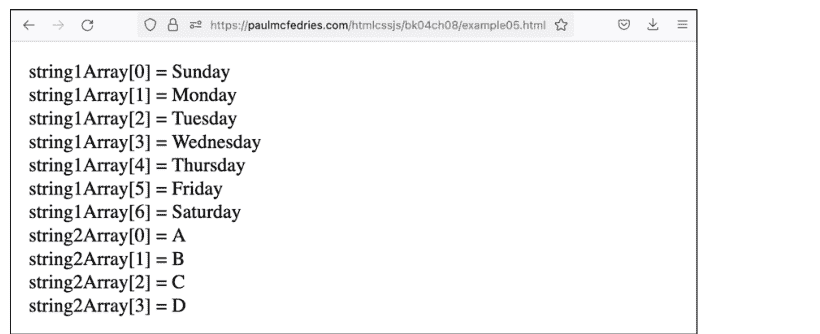 https://paulmcfedries.com/htmlcssjs/bk04ch08/example05.html
string1Array[0] = Sunday
string1Array[1] = Monday
string1Array[2] = Tuesday
string1Array[3] = Wednesday
string1Array[4] = Thursday
string1Array[5] = Friday
string1Array[6] = Saturday
string2Array[0] = A
string2Array[1] = B
string2Array[2] = C
string2Array[3] = D